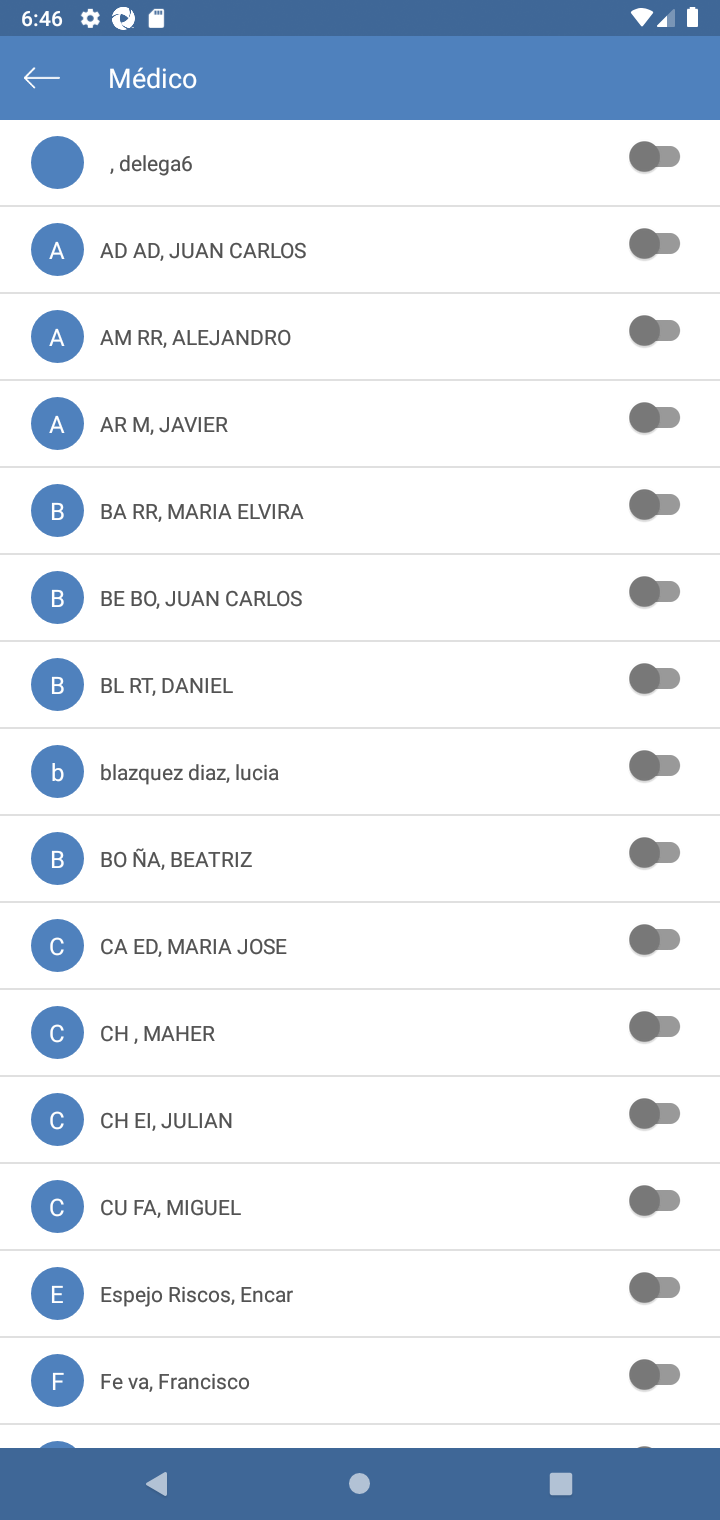 6:46
Médico
, delega6
A AD AD, JUAN CARLOS
A AM RR, ALEJANDRO
A AR M, JAVIER
B BA RR, MARIA ELVIRA
B BE BO, JUAN CARLOS
B BL RT, DANIEL
b blazquez diaz, lucia
B BO ÑA, BEATRIZ
C CA ED, MARIA JOSE
C CH , MAHER
C CH EI, JULIAN
C CU FA, MIGUEL
E Espejo Riscos, Encar
F Fe va, Francisco